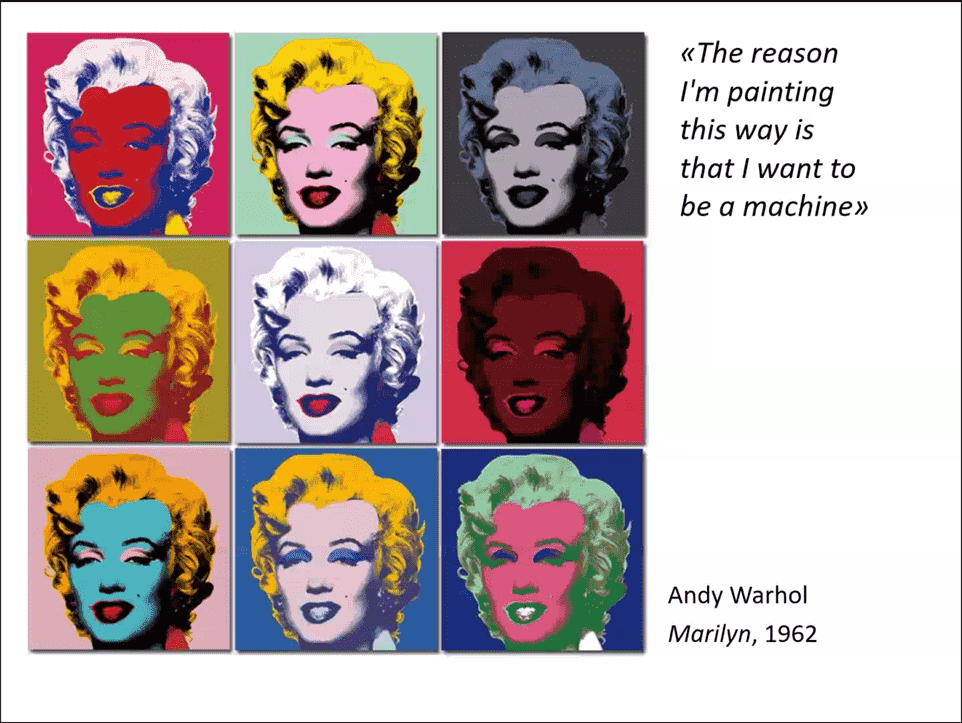 «The reason
I'm painting
this way is
that I want to
be a machine»
Andy Warhol
Marilyn, 1962